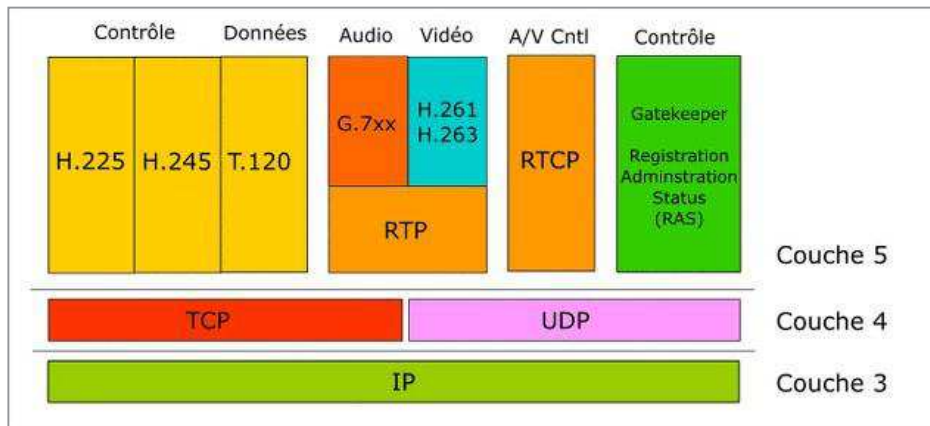 Contrôle
Données
Audio
Vidéo
A/V Cntl
Contrôle
H.225
H.245
T.120
G.7xx
H.261
H.263
RTP
RTCP
Gatekeeper
Registration
Adminstration
Status
(RAS)
Couche 5
TCP
UDP
Couche 4
IP
Couche 3